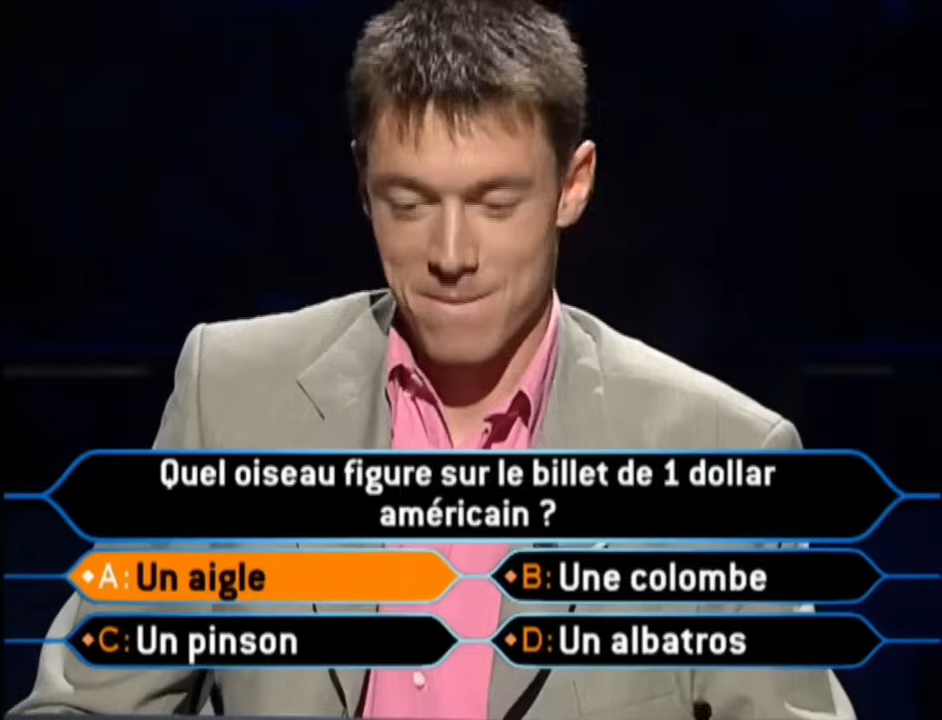 Quel oiseau figure sur le billet de 1 dollar
américain ?
A: Un aigle
B: Une colombe
C: Un pinson
D: Un albatros